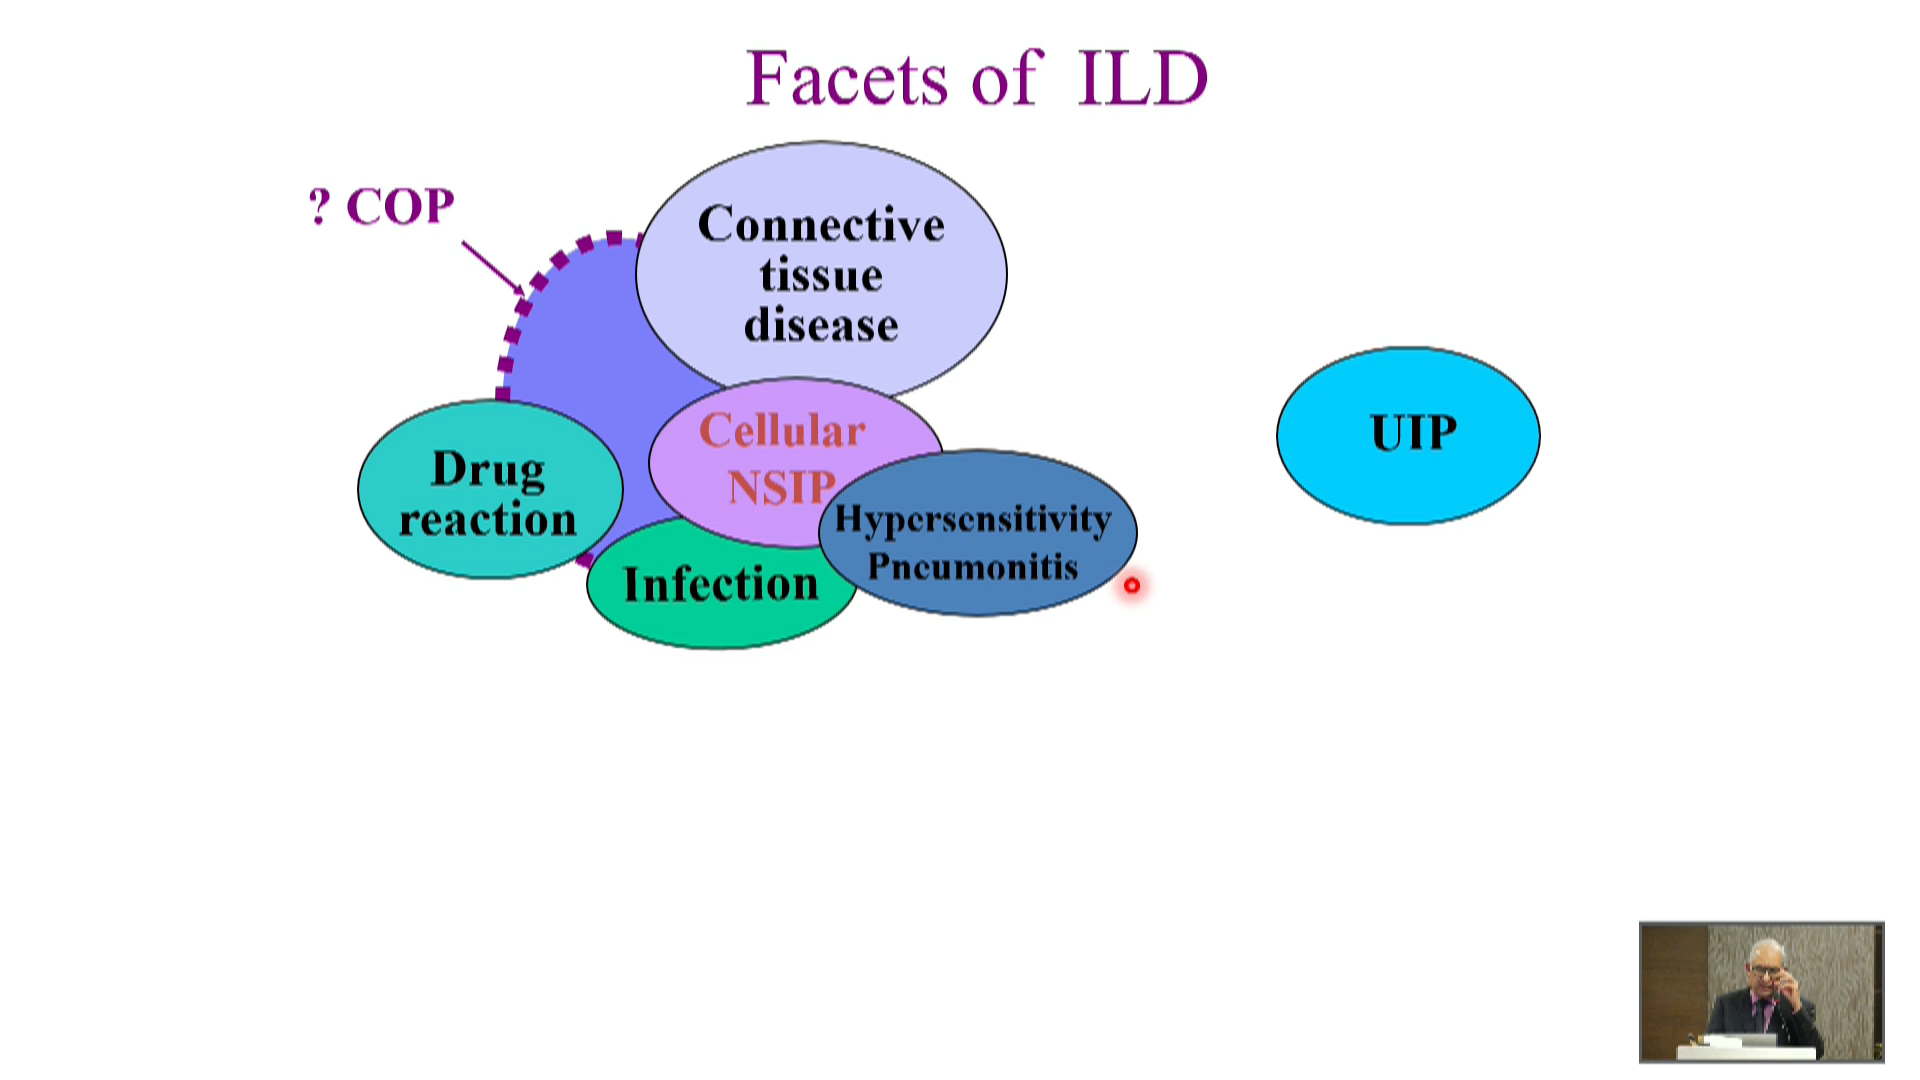 Facets of ILD
? COP
Connective
tissue
disease
Cellular
NSIP
Drug
reaction
Hypersensitivity
Pneumonitis
Infection
UIP